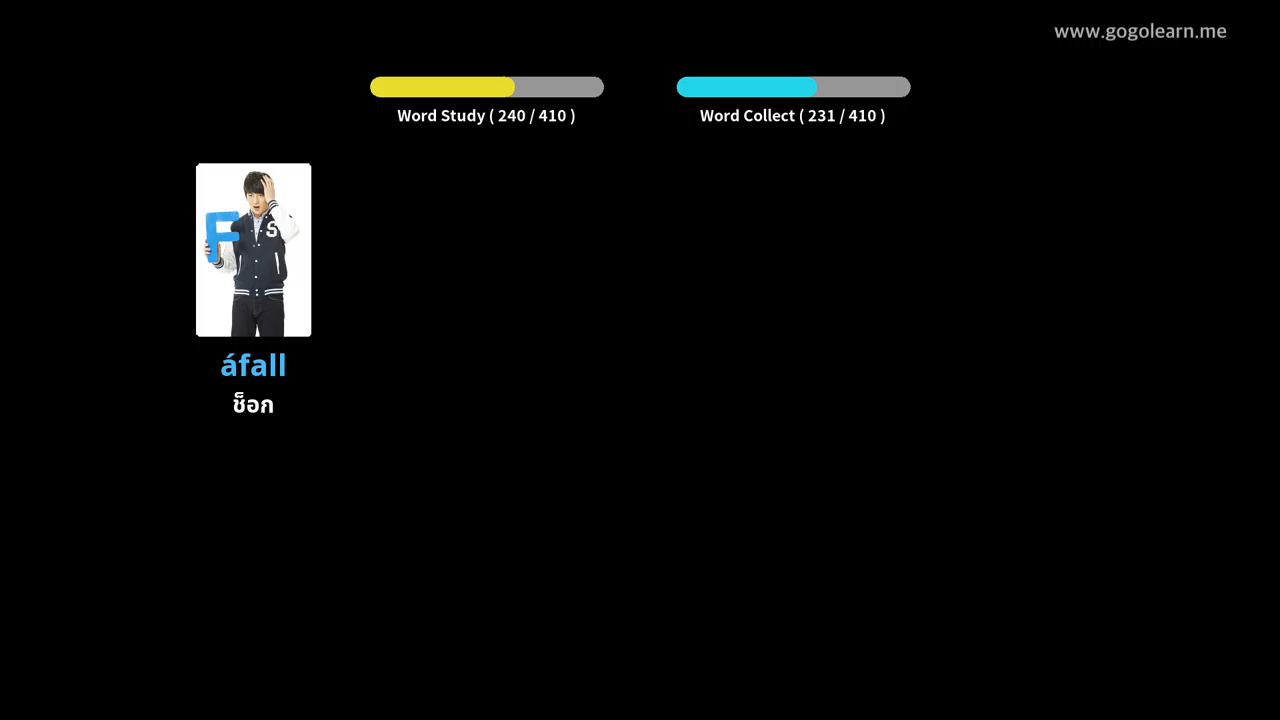 www.gogolearn.me
Word Study ( 240 / 410 )
Word Collect ( 231 / 410 )
F
S
áfall
ช็อก